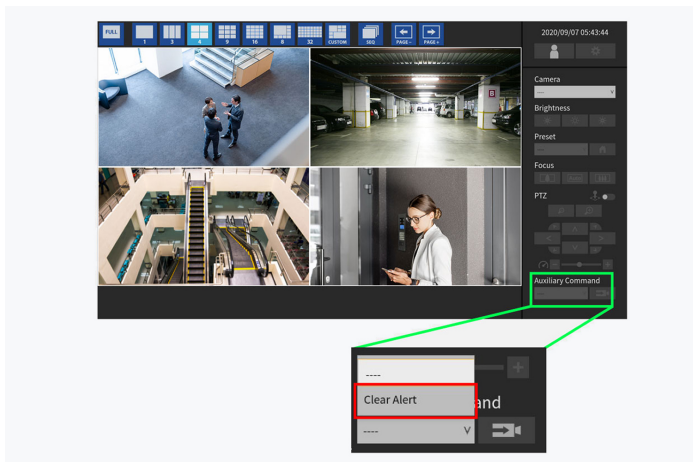 FULL
1
3
4
9
16
8
32
CUSTOM
SEQ
PAGE -
PAGE +
2020/09/07 05:43:44
Camera
---
Brightness
Preset
---
Focus
PTZ
Auxiliary Command
---
B
----
Clear Alert
and
----